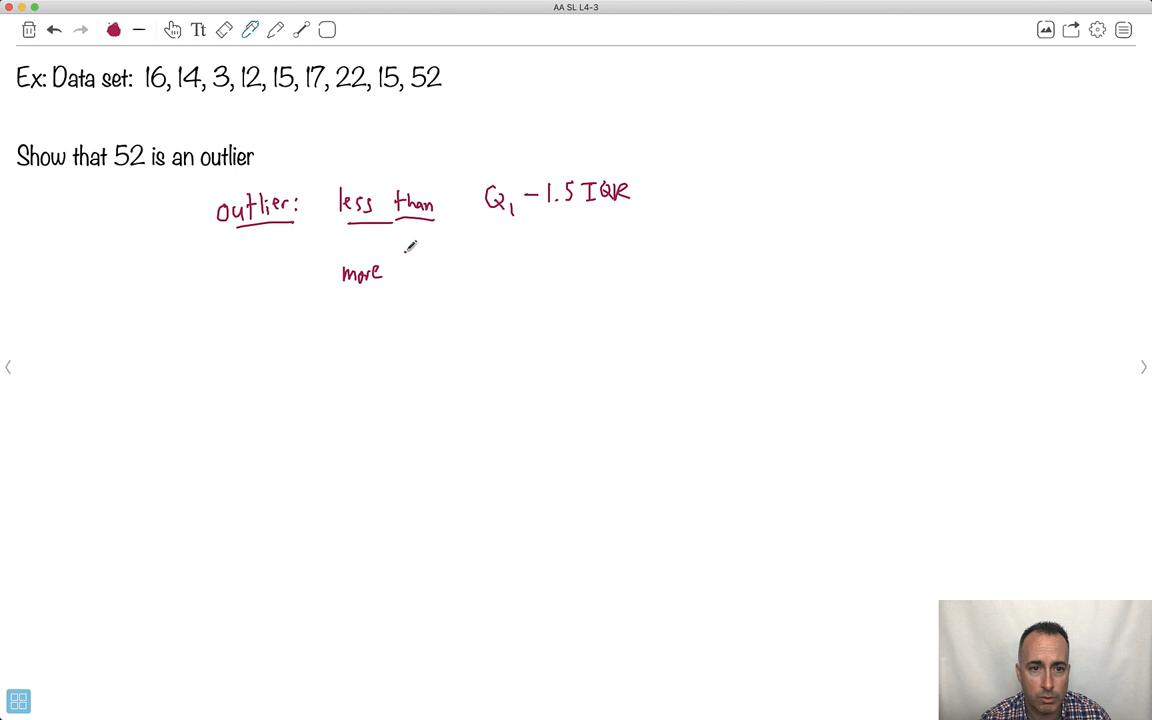 AA SL L4-3
Tt
Ex: Data set: 16, 14, 3, 12, 15, 17, 22, 15, 52
Show that 52 is an outlier
outlier: less than Q₁ - 1.5 IQR
more